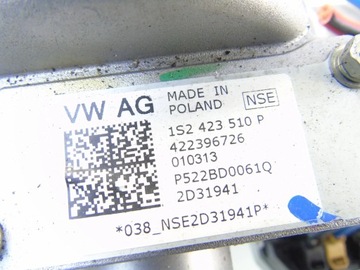 VW AG
MADE IN
POLAND
NSE
1S2 423 510 P
422396726
010313
P522BD0061Q
2D31941
*038_NSE2D31941P*